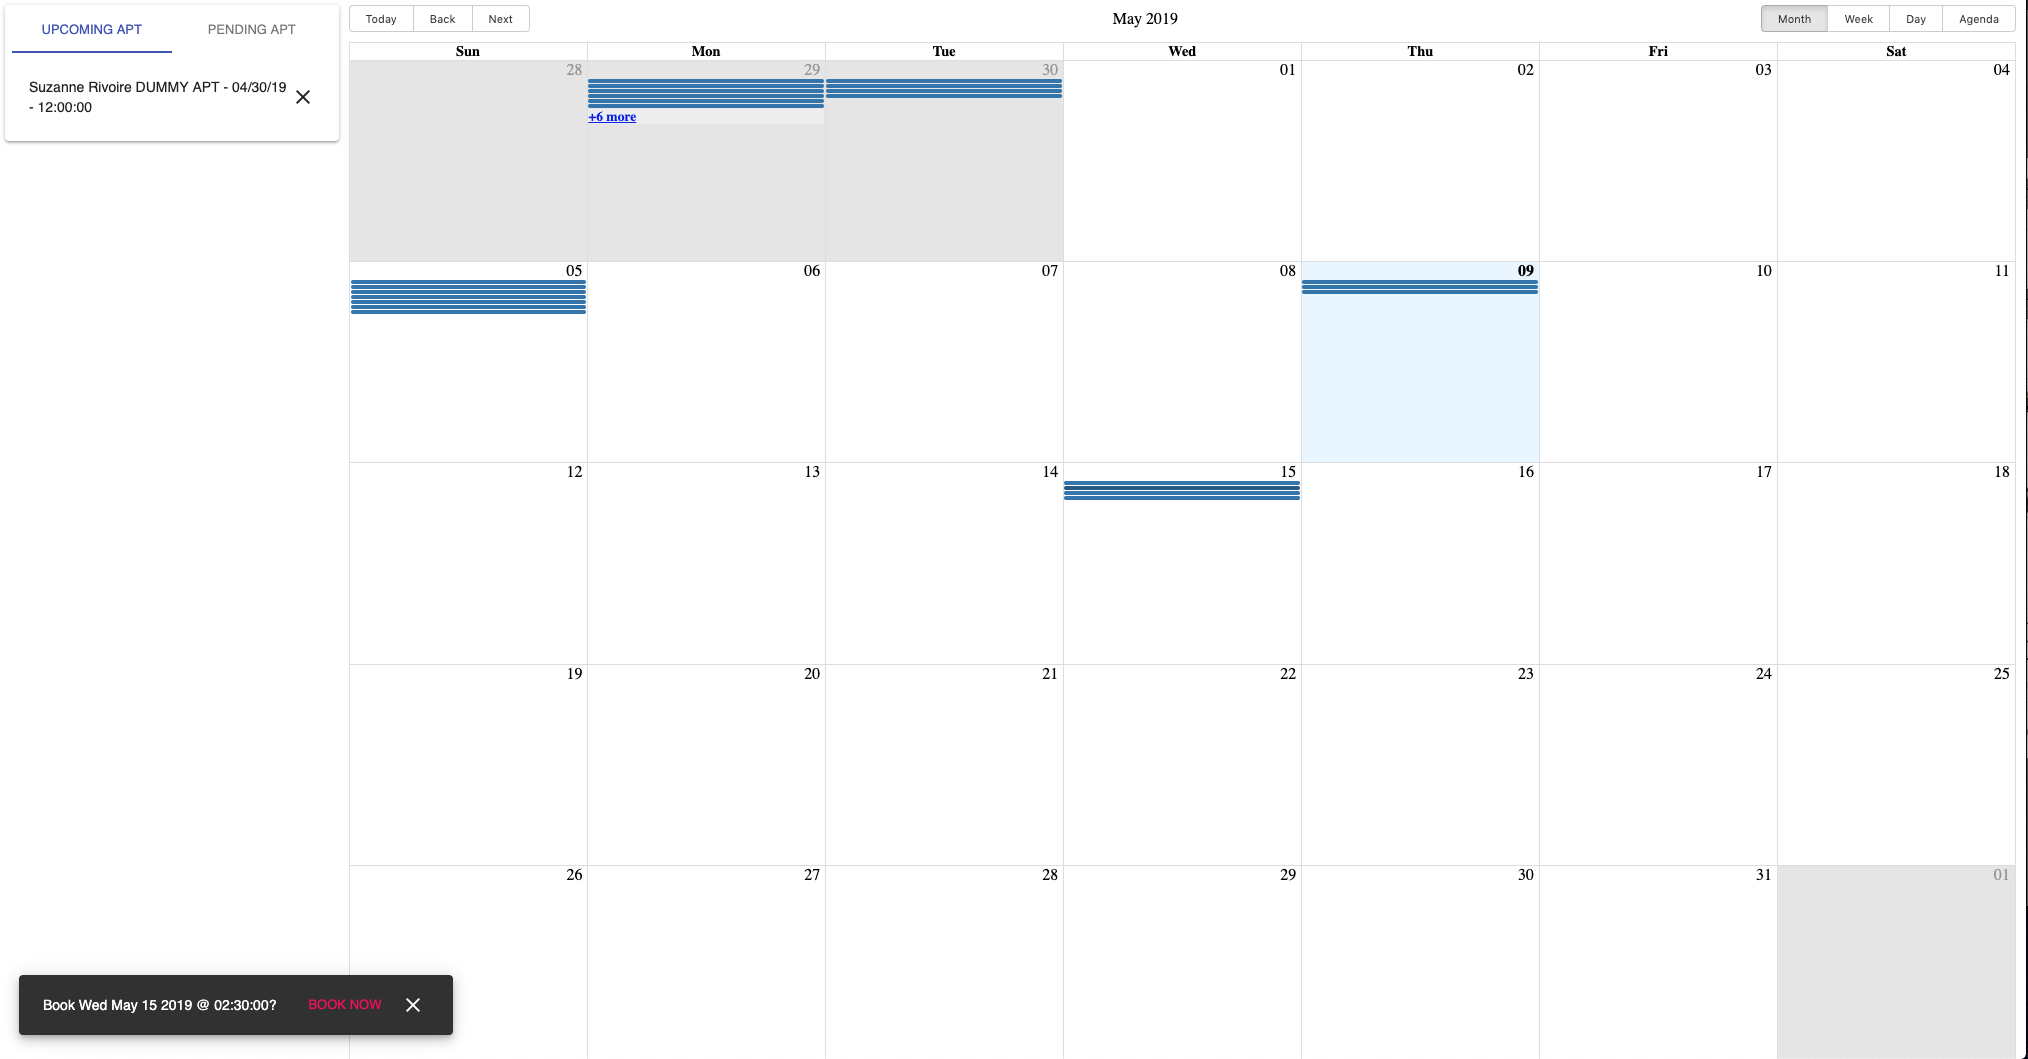 UPCOMING APT PENDING APT
Suzanne Rivoire DUMMY APT - 04/30/19
- 12:00:00
Today Back Next May 2019 Month Week Day Agenda
Sun Mon Tue Wed Thu Fri Sat
28 29 30 01 02 03 04
+6 more
05 06 07 08 09 10 11
12 13 14 15 16 17 18
19 20 21 22 23 24 25
26 27 28 29 30 31 01
Book Wed May 15 2019 @ 02:30:00? BOOK NOW